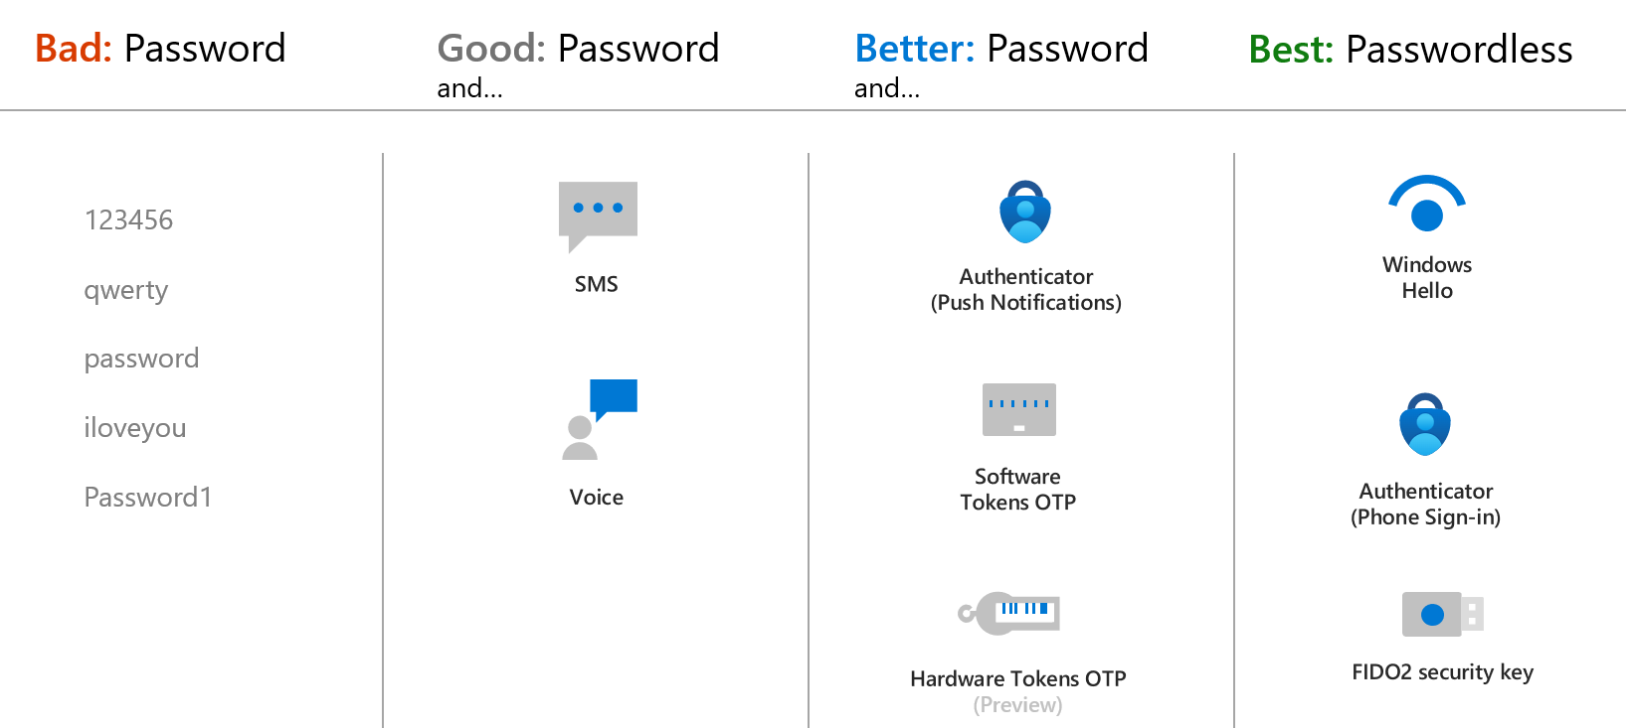 Bad: Password
Good: Password
and...
Better: Password
and...
Best: Passwordless
123456
qwerty
password
iloveyou
Password1
SMS
Voice
Authenticator
(Push Notifications)
Software
Tokens OTP
Hardware Tokens OTP
(Preview)
Windows
Hello
Authenticator
(Phone Sign-in)
FIDO2 security key